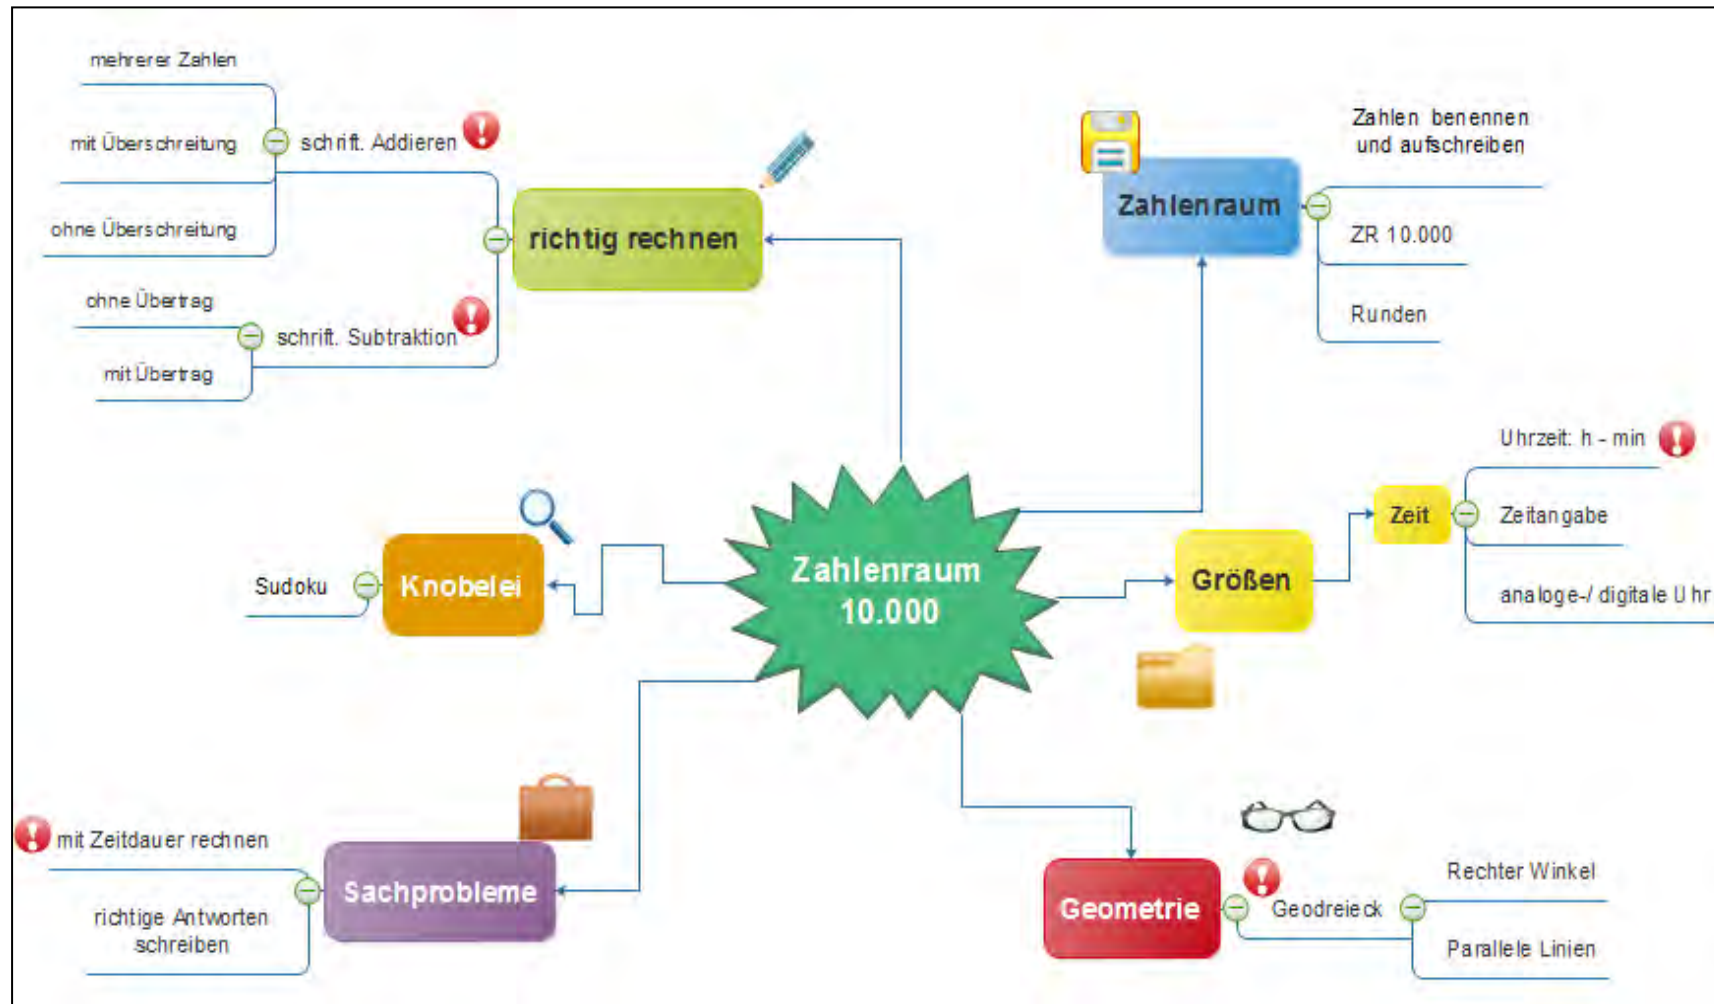 mehrerer Zahlen
mit Überschreitung
ohne Überschreitung
schrift. Addieren
ohne Übertrag
mit Übertrag
schrift. Subtraktion
richtig rechnen
Zahlenraum
Zahlen benennen
und aufschreiben
ZR 10.000
Runden
Sudoku
Knobelei
Zahlenraum
10.000
Größen
Zeit
Uhrzeit: h - min
Zeitangabe
analoge-/ digitale Uhr
mit Zeitdauer rechnen
richtige Antworten
schreiben
Sachprobleme
Geometrie
Geodreieck
Rechter Winkel
Parallele Linien